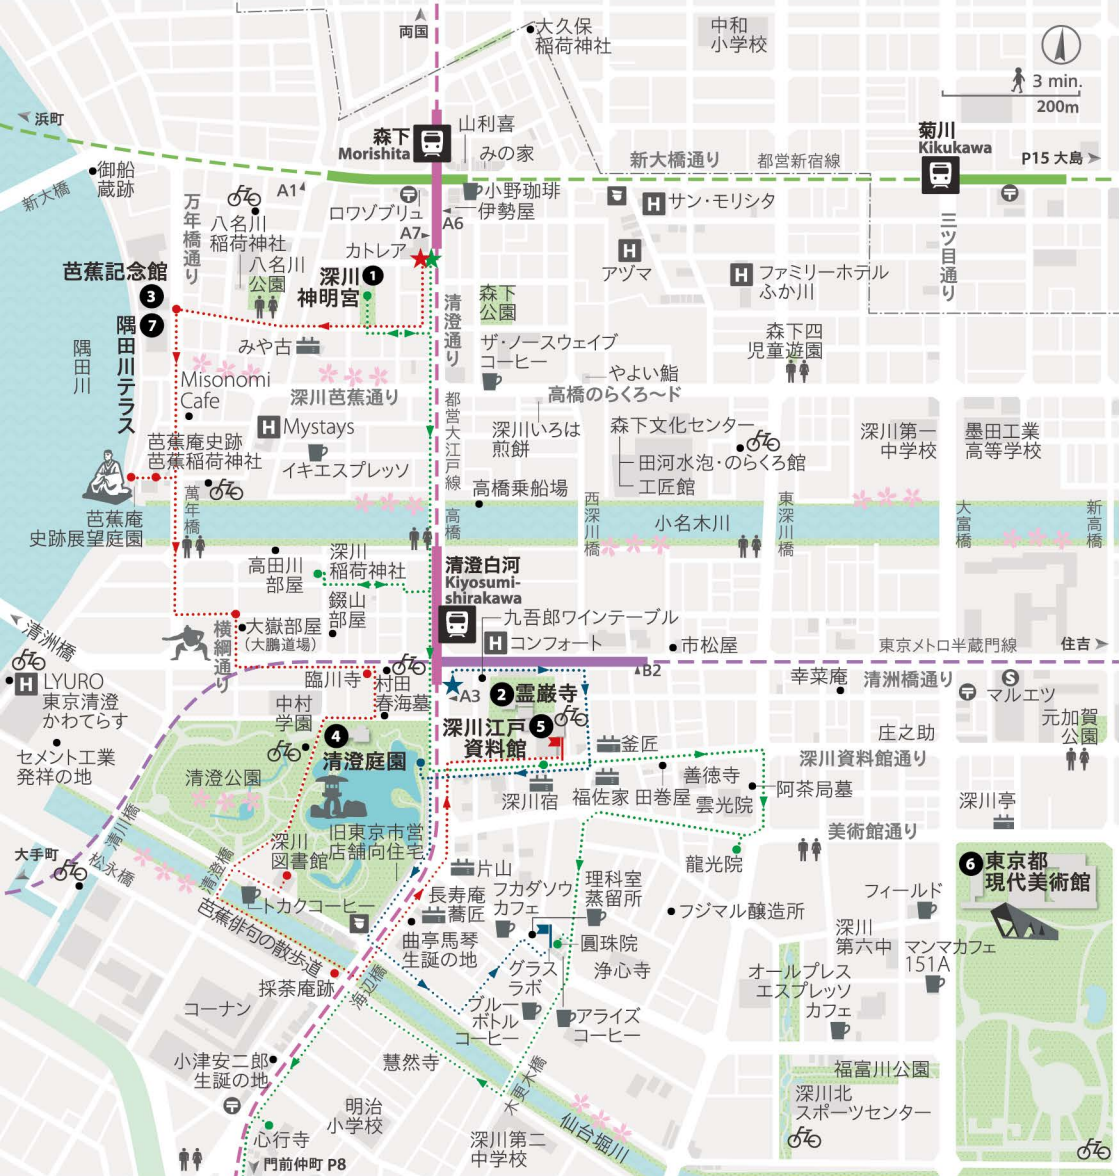 両国
大久保
稲荷神社
中和
小学校
3 min.
200m
浜町
森下
Morishita
山利喜
みの家
新大橋通り
都営新宿線
菊川
Kikukawa
P15 大島
御船
蔵跡
新大橋
万年橋通り
A1
八名川
稲荷神社
ロワゾブリュ
小野珈琲
伊勢屋
A6
A7
カトレア
H サン・モリシタ
三ツ目通り
芭蕉記念館
3
八名川
公園
深川
神明宮
1
清澄通り
森下
公園
H
アヅマ
H ファミリーホテル
ふか川
隅田川テラス
7
隅田川
みや古
ザ・ノースウェイブ
コーヒー
森下四
児童遊園
Misonomi
Cafe
深川芭蕉通り
やよい鮨
高橋のらくろ〜ド
都営大江戸線
H Mystays
イキエスプレッソ
深川いろは
煎餅
森下文化センター
田河水泡・のらくろ館
工匠館
深川第一
中学校
墨田工業
高等学校
芭蕉庵史跡
芭蕉稲荷神社
芭蕉庵
史跡展望庭園
萬年橋
高橋
高橋乗船場
西深川橋
小名木川
東深川橋
大富橋
新高橋
高田川
部屋
深川
稲荷神社
清澄白河
Kiyosumi-
shirakawa
錣山
部屋
九吾郎ワインテーブル
H コンフォート
市松屋
東京メトロ半蔵門線
住吉
清洲橋
横綱通り
大嶽部屋
(大鵬道場)
B2
H LYURO
東京清澄
かわてらす
臨川寺
村田
春海墓
A3
2 霊巌寺
幸菜庵
清洲橋通り
S
マルエツ
中村
学園
深川江戸
資料館
5
庄之助
元加賀
公園
セメント工業
発祥の地
4
清澄庭園
釜匠
深川資料館通り
清澄公園
深川宿
福佐家
田巻屋
善徳寺
雲光院
阿茶局墓
深川亭
清川橋
美術館通り
大手町
松永橋
清澄橋
深川
図書館
旧東京市営
店舗向住宅
龍光院
片山
6 東京都
現代美術館
トカクコーヒー
長寿庵
蕎匠
フカダソウ
カフェ
理科室
蒸留所
フジマル醸造所
フィールド
芭蕉俳句の散歩道
曲亭馬琴
生誕の地
圓珠院
深川
第六中
マンマカフェ
151A
採荼庵跡
海辺橋
グラス
ラボ
浄心寺
オールプレス
エスプレッソ
カフェ
コーナン
ブルー
ボトル
コーヒー
アライズ
コーヒー
小津安二郎
生誕の地
慧然寺
木更木橋
福富川公園
深川北
スポーツセンター
明治
小学校
仙台堀川
心行寺
深川第二
中学校
門前仲町 P8